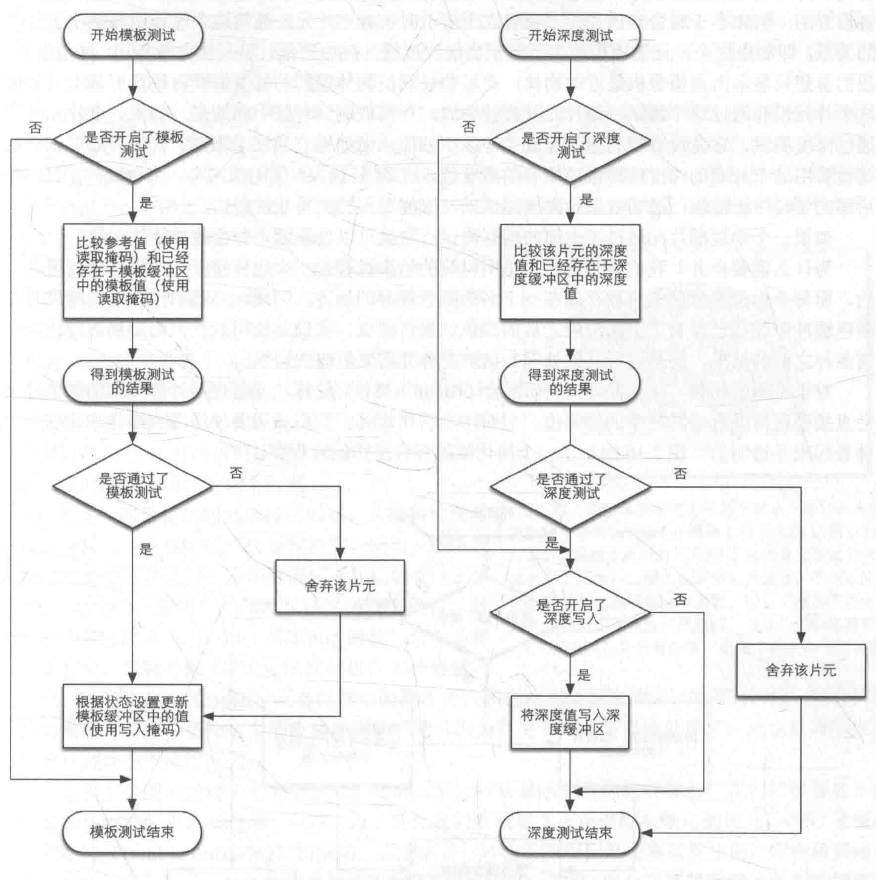 开始模板测试
否
是否开启了模板
测试
是
比较参考值（使用
读取掩码）和已经
存在于模板缓冲区
中的模板值（使用
读取掩码）
得到模板测试
的结果
是否通过了
模板测试
否
是
舍弃该片元
根据状态设置更新
模板缓冲区中的值
（使用写入掩码）
模板测试结束
开始深度测试
否
是否开启了深度
测试
是
比较该片元的深度
值和已经存在于深
度缓冲区中的深度
值
得到深度测试
的结果
是否通过了
深度测试
否
是
是否开启了
深度写入
否
是
舍弃该片元
将深度值写入深
度缓冲区
深度测试结束